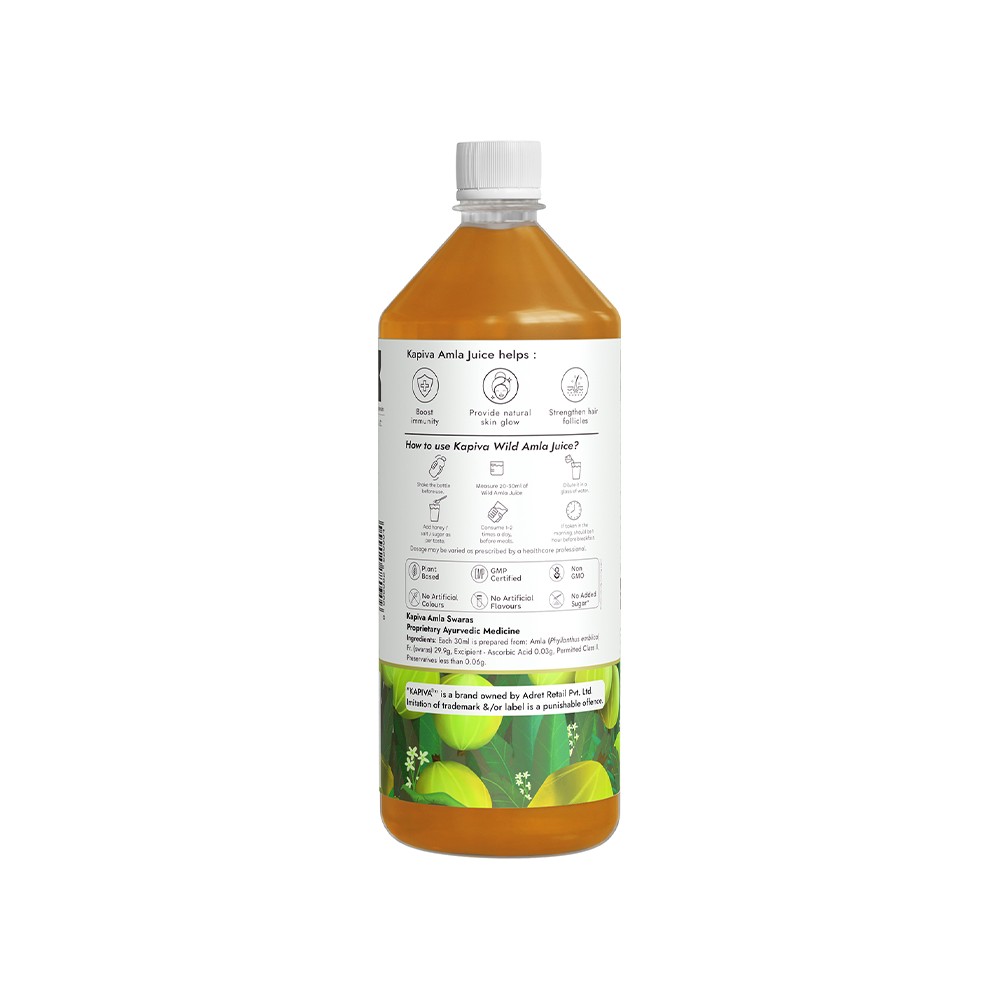 Kapiva Amla Juice helps :
Boost
immunity
Provide natural
skin glow
Strengthen hair
follicles
How to use Kapiva Wild Amla Juice?
Shake the bottle
before use.
Measure 20-30ml of
Wild Amla Juice
Dilute it in a
glass of water.
Add honey /
salt / sugar as
per taste.
Consume 1-2
times a day,
before meals.
If taken in the
morning should be 1
hour before breakfast
Dosage may be varied as prescribed by a healthcare professional.
Plant
Based
GMP
Certified
Non
GMO
No Artificial
Colours
No Artificial
Flavours
No Added
Sugar*
Kapiva Amla Swaras
Proprietary Ayurvedic Medicine
Ingredients: Each 30ml is prepared from: Amla (Phyllanthus emblica)
Fr. (swaras) 29.9g, Excipient - Ascorbic Acid 0.03g, Permitted Class II,
Preservatives less than 0.06g.
"KAPIVA®" is a brand owned by Adret Retail Pvt. Ltd.
Imitation of trademark &/or label is a punishable offence.